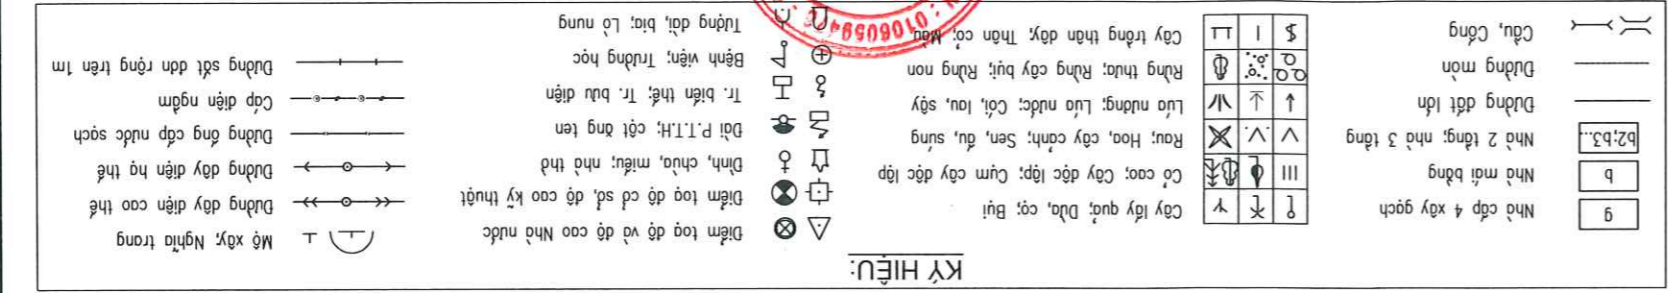 KÝ HIỆU:
g Nhà cấp 4 xây gạch
b Nhà mái bằng
b2;b3... Nhà 2 tầng; nhà 3 tầng
Đường đất lớn
Đường mòn
Cầu, Cống
Cây lấy quả; Dừa, cọ; Bụi
Cỏ cao; Cây độc lập; Cụm cây độc lập
Rau; Hoa, cây cảnh; Sen, ấu, súng
Lúa nương; Lúa nước; Cói, lau, sậy
Rừng thưa; Rừng cây bụi; Rừng non
Cây trồng thân dây; Thân cỏ; Mầu
Điểm toạ độ và độ cao Nhà nước
Điểm toạ độ cơ sở, độ cao kỹ thuật
Đình, chùa, miếu; nhà thờ
Đài P.T.T.H; cột ăng ten
Tr. biến thế; Tr. bưu điện
Bệnh viện; Trường học
Tượng đài, bia; Lò nung
Mộ xây; Nghĩa trang
Đường dây điện cao thế
Đường dây điện hạ thế
Đường ống cấp nước sạch
Cáp điện ngầm
Đường sắt đơn rộng trên 1m